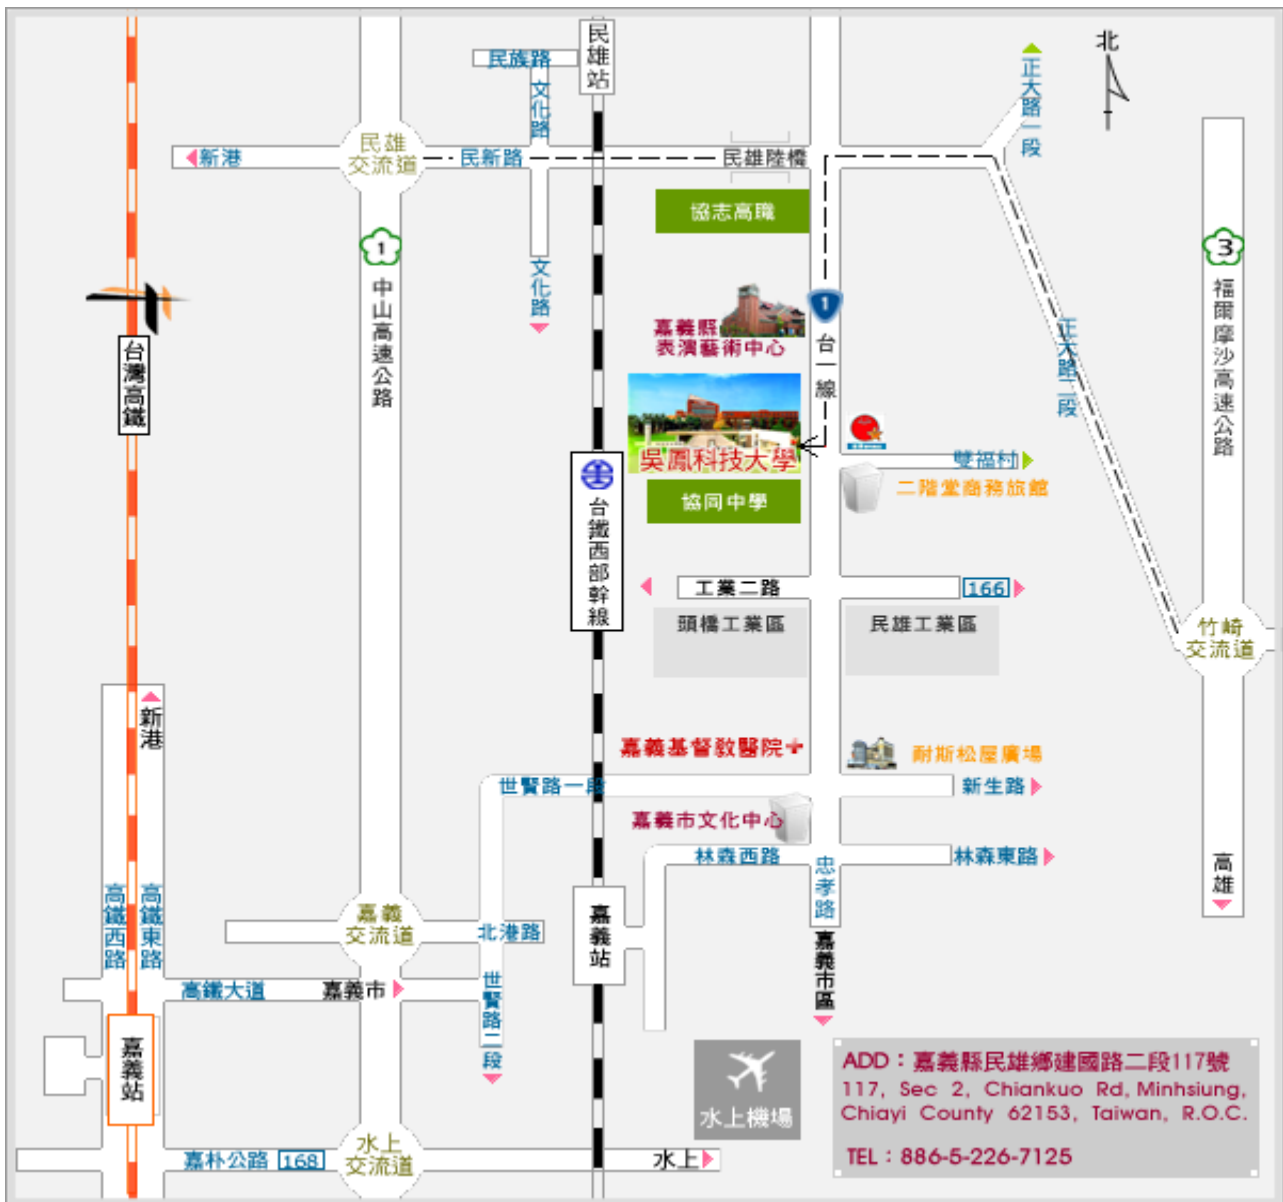 民雄站
民族路
文化路
北
正大路一段
新港
民雄
交流道
民新路
民雄陸橋
協志高職
1
中山高速公路
文化路
嘉義縣
表演藝術中心
1
台一線
3
福爾摩沙高速公路
正大路二段
台灣高鐵
吳鳳科技大學
雙福村
二階堂商務旅館
協同中學
台鐵西部幹線
工業二路
166
頭橋工業區
民雄工業區
竹崎
交流道
新港
嘉義基督教醫院
耐斯松屋廣場
世賢路一段
新生路
嘉義市文化中心
林森西路
林森東路
忠孝路
高雄
高鐵西路
高鐵東路
嘉義
交流道
北港路
嘉義站
嘉義市區
高鐵大道
嘉義市
世賢路二段
嘉義站
水上機場
ADD：嘉義縣民雄鄉建國路二段117號
117, Sec 2, Chiankuo Rd, Minhsiung,
Chiayi County 62153, Taiwan, R.O.C.
TEL：886-5-226-7125
嘉朴公路
168
水上
交流道
水上